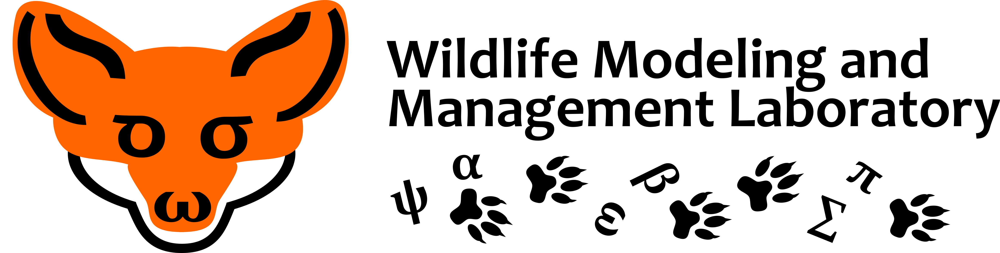 Wildlife Modeling and
Management Laboratory
ψ α ε β Σ π
σ σ
ω